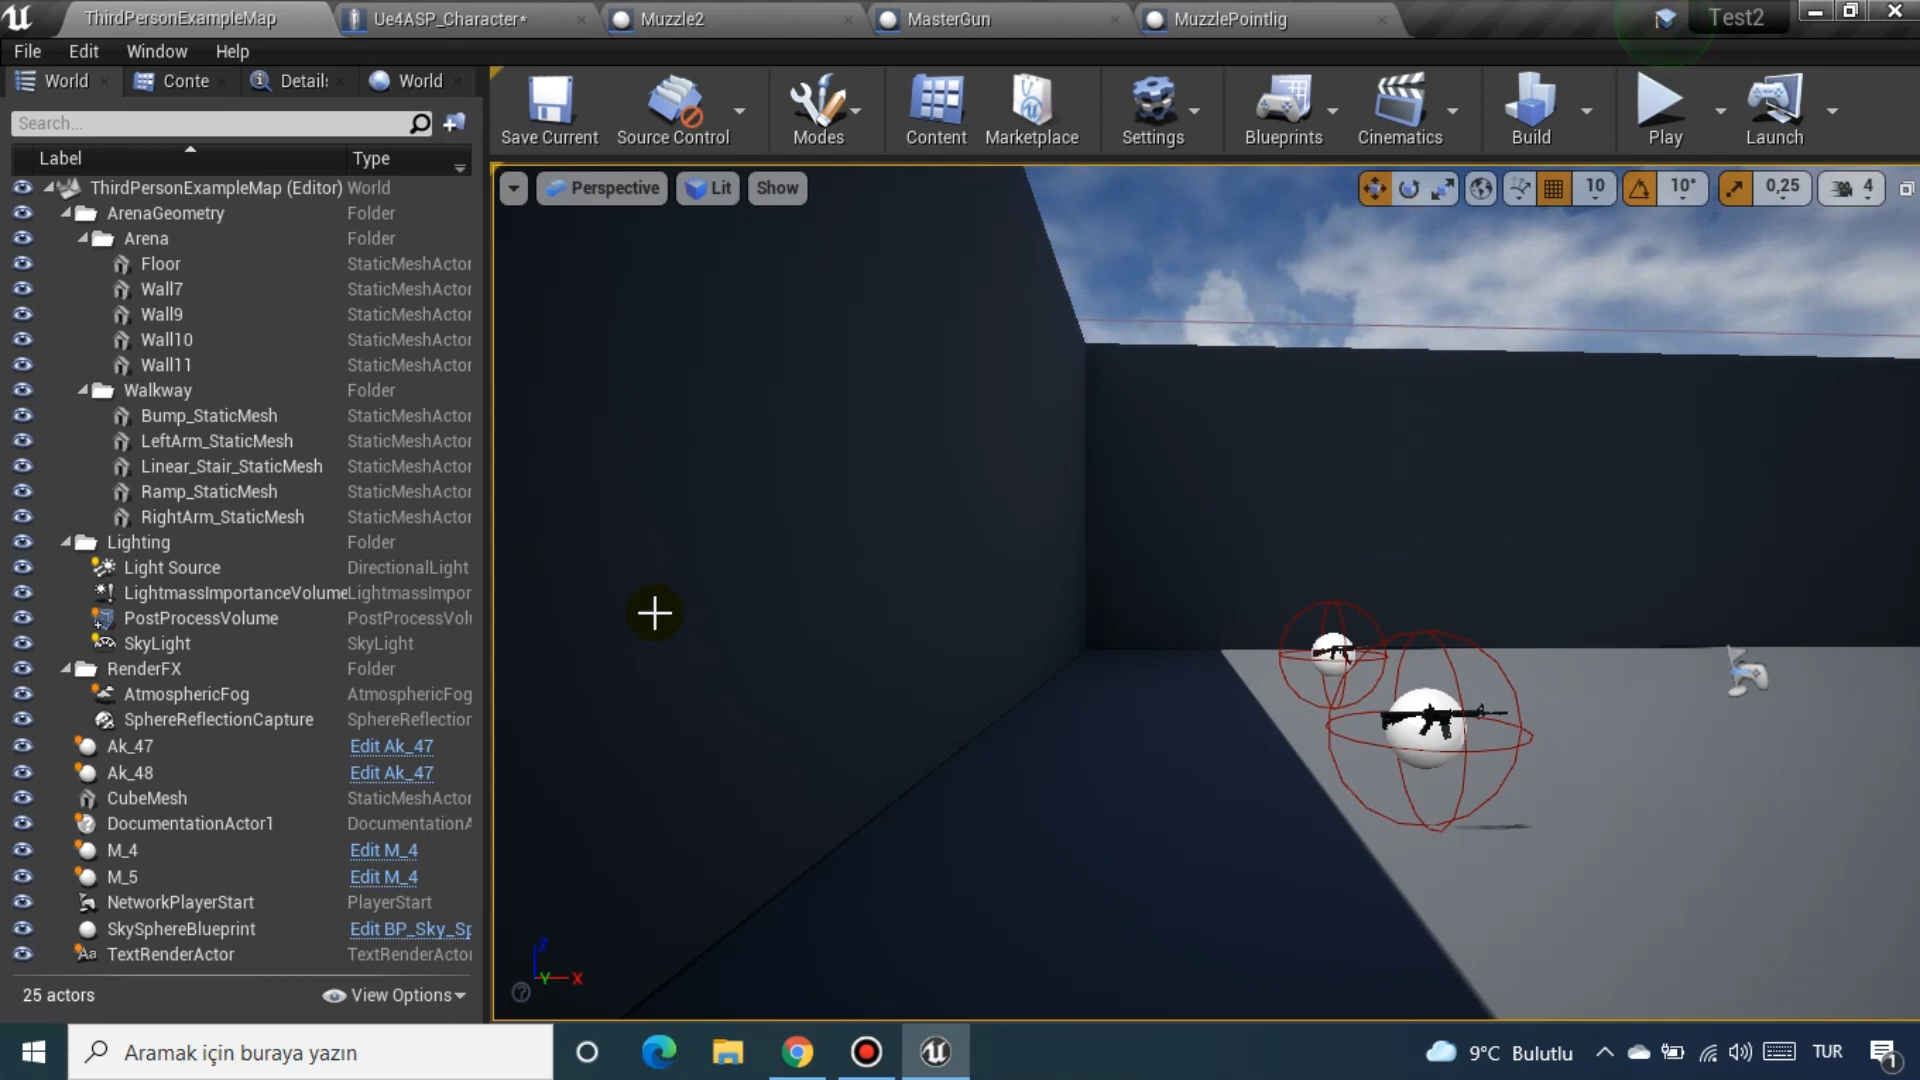 ThirdPersonExampleMap
Ue4ASP_Character*
Muzzle2
MasterGun
MuzzlePointlig
Test2
File Edit Window Help
World
Conte
Details
World
Search...
Save Current
Source Control
Modes
Content
Marketplace
Settings
Blueprints
Cinematics
Build
Play
Launch
Label Type
Perspective
Lit
Show
10
10°
0,25
4
ThirdPersonExampleMap (Editor) World
ArenaGeometry Folder
Arena Folder
Floor StaticMeshActor
Wall7 StaticMeshActor
Wall9 StaticMeshActor
Wall10 StaticMeshActor
Wall11 StaticMeshActor
Walkway Folder
Bump_StaticMesh StaticMeshActor
LeftArm_StaticMesh StaticMeshActor
Linear_Stair_StaticMesh StaticMeshActor
Ramp_StaticMesh StaticMeshActor
RightArm_StaticMesh StaticMeshActor
Lighting Folder
Light Source DirectionalLight
LightmassImportanceVolume LightmassImpor
PostProcessVolume PostProcessVolu
SkyLight SkyLight
RenderFX Folder
AtmosphericFog AtmosphericFog
SphereReflectionCapture SphereReflection
Ak_47 Edit Ak_47
Ak_48 Edit Ak_47
CubeMesh StaticMeshActor
DocumentationActor1 DocumentationA
M_4 Edit M_4
M_5 Edit M_4
NetworkPlayerStart PlayerStart
SkySphereBlueprint Edit BP_Sky_Sp
TextRenderActor TextRenderActor
Z
Y
X
25 actors
View Options
Aramak için buraya yazın
9°C Bulutlu
TUR
1